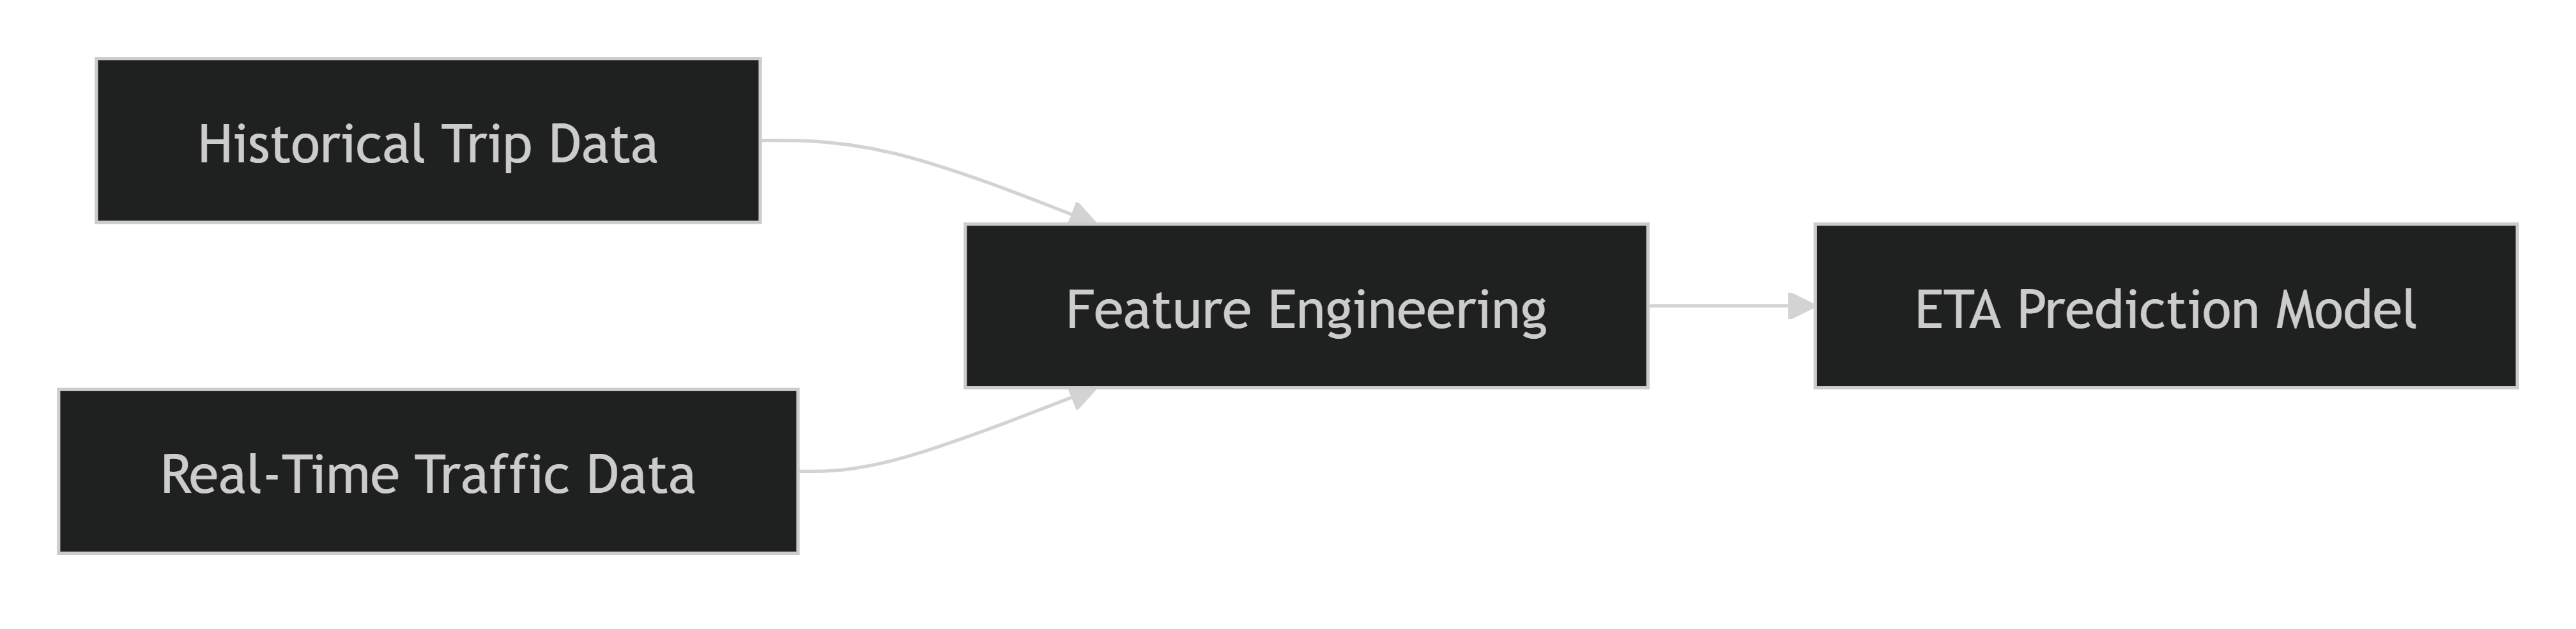 Historical Trip Data
Real-Time Traffic Data
Feature Engineering
ETA Prediction Model